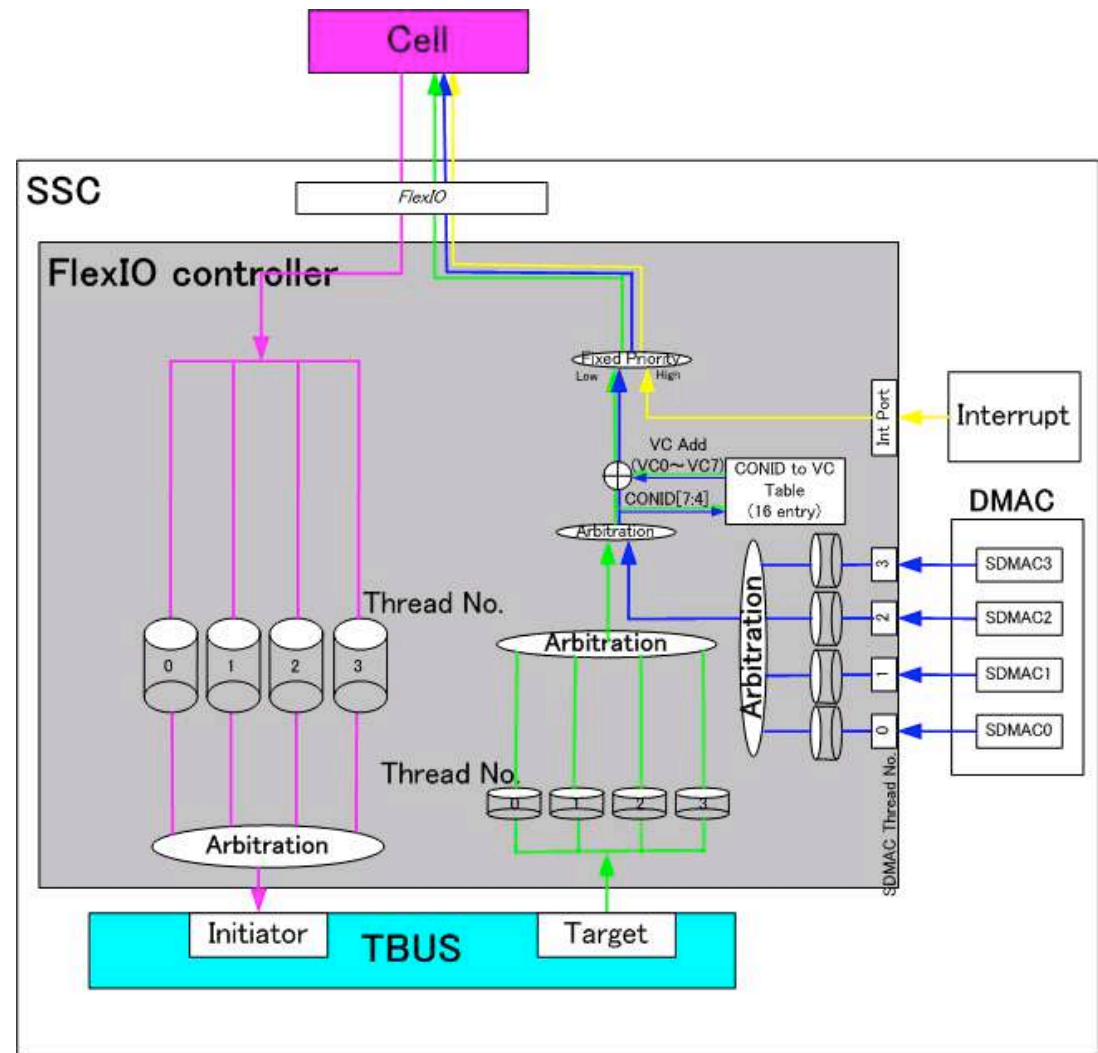 Cell
SSC
FlexIO
FlexIO controller
Fixed Priority
Low
High
Int Port
Interrupt
VC Add
(VC0~VC7)
CONID to VC
Table
(16 entry)
CONID[7:4]
Arbitration
DMAC
3
SDMAC3
2
SDMAC2
1
SDMAC1
0
SDMAC0
Arbitration
SDMAC Thread No.
Thread No.
0
1
2
3
Arbitration
Thread No.
0
1
2
3
Arbitration
Initiator
TBUS
Target